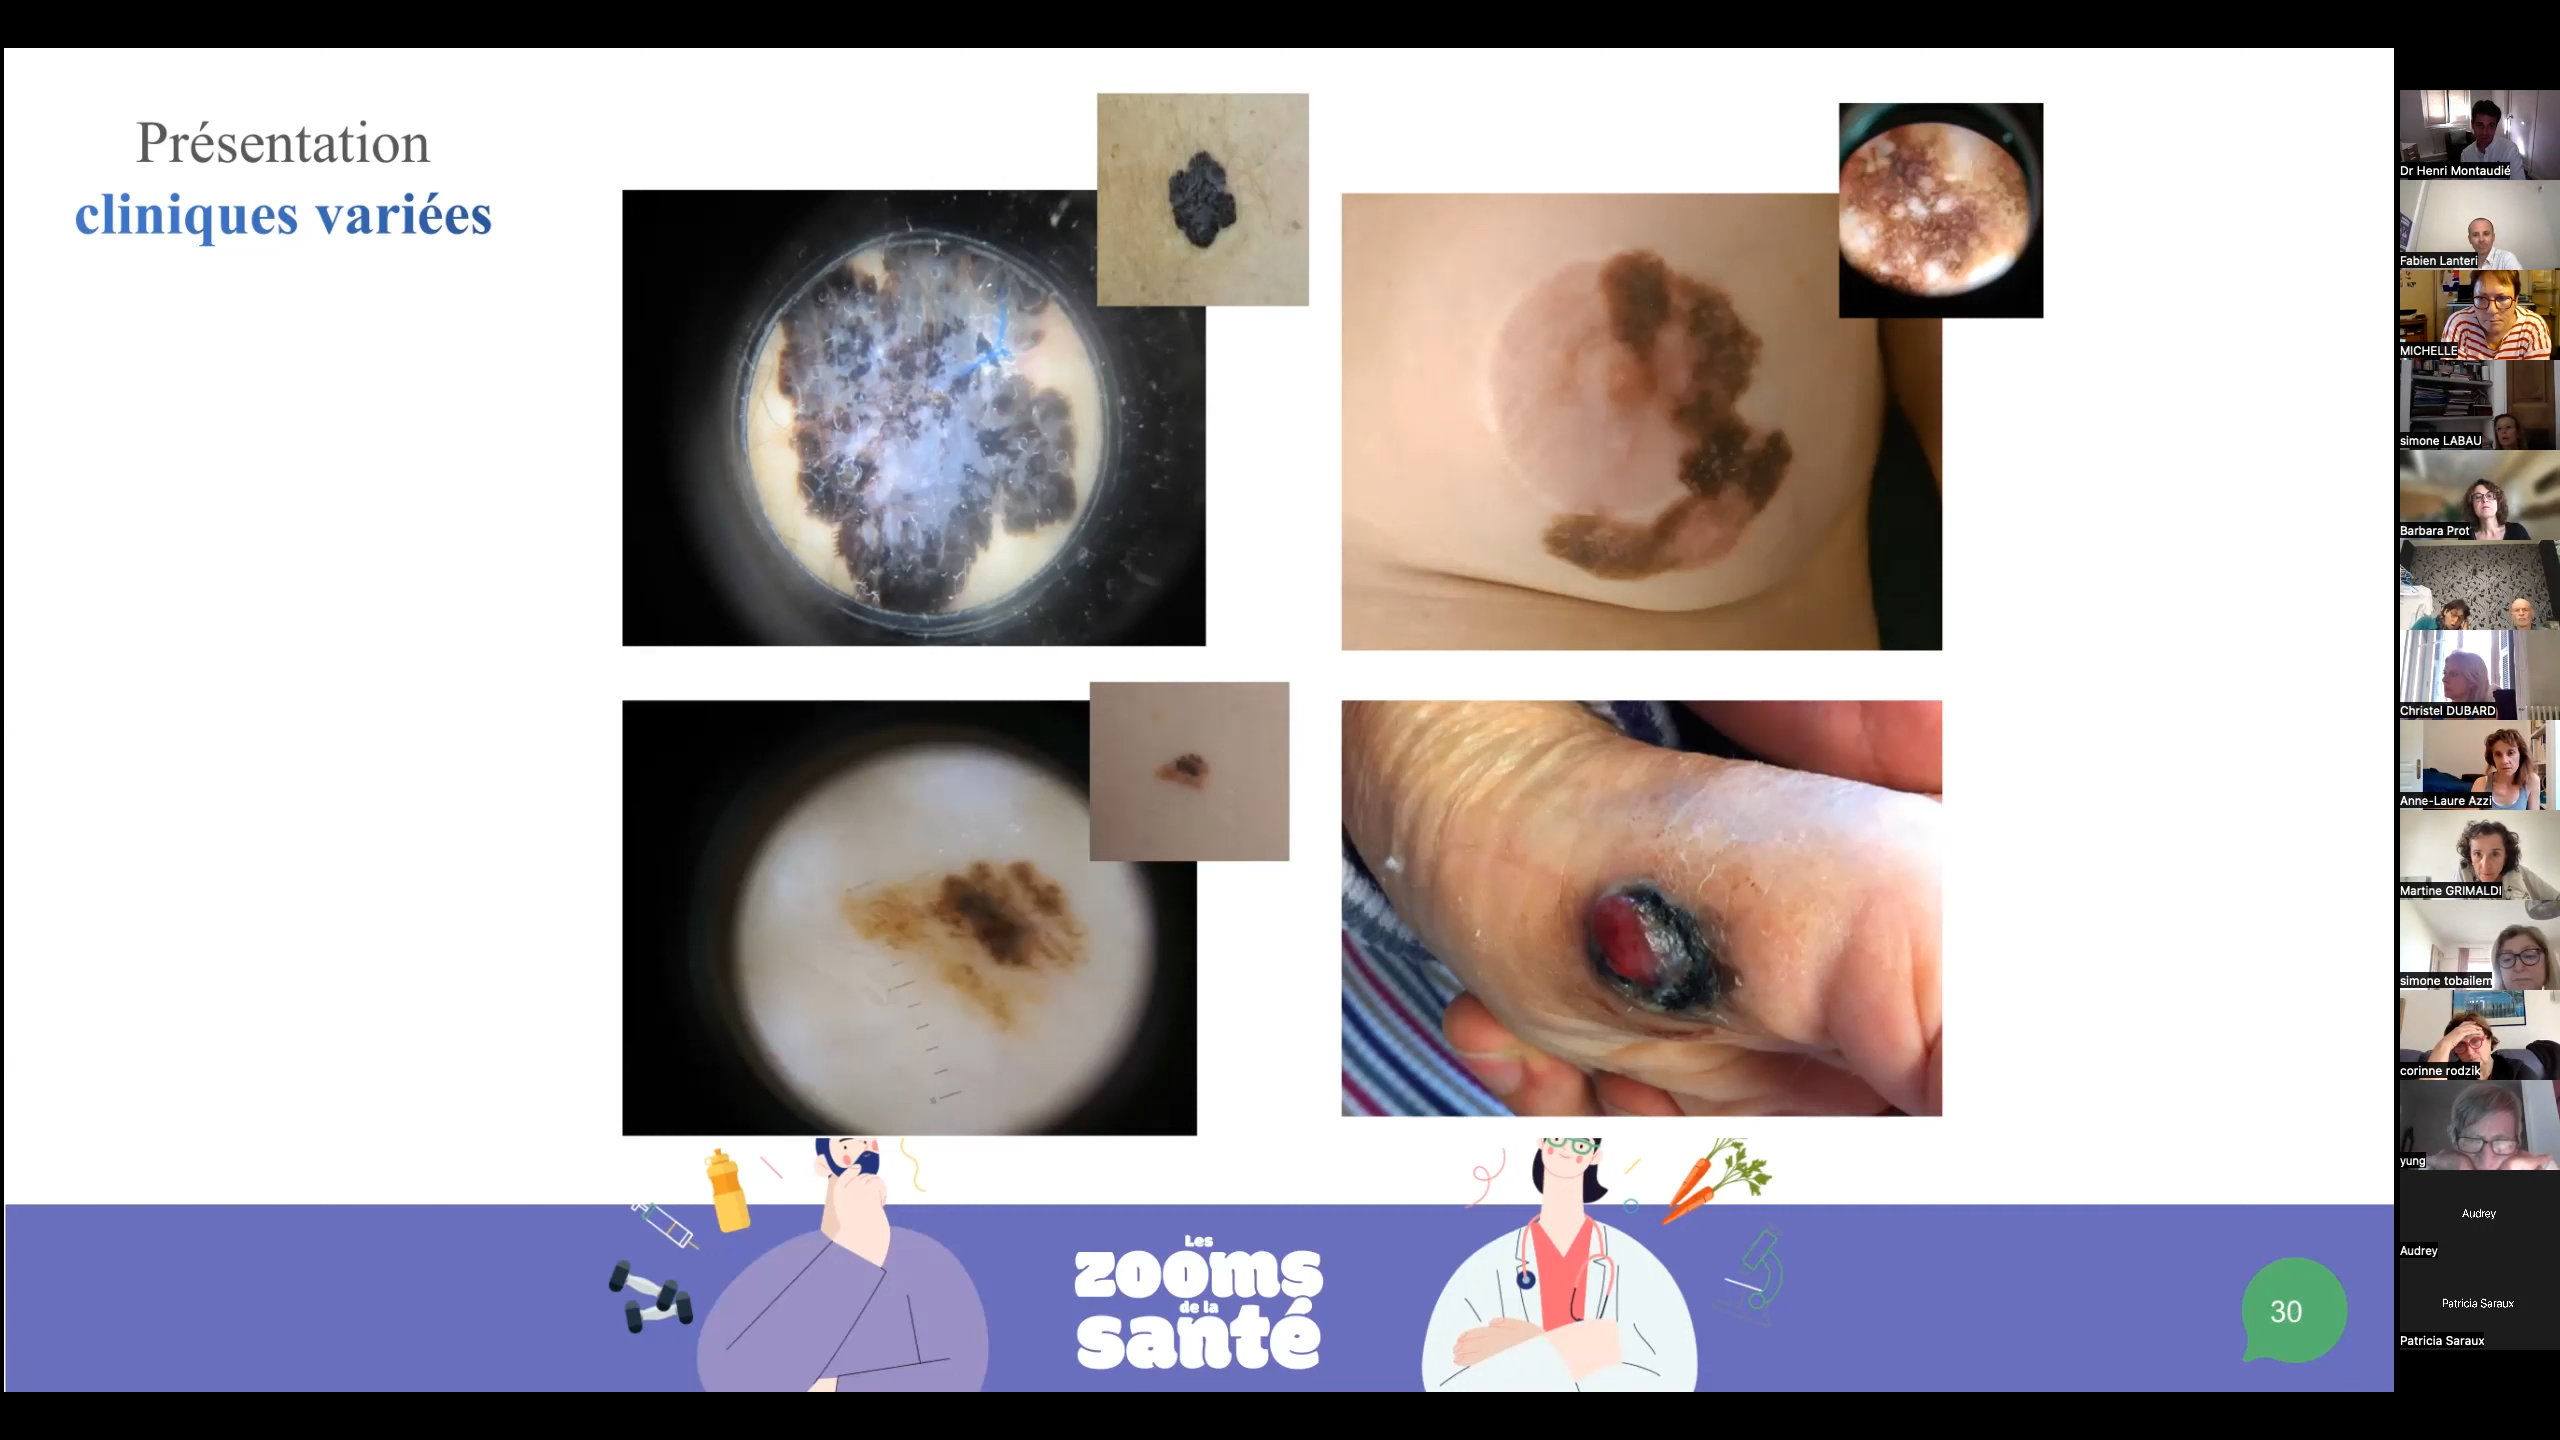 Présentation
cliniques variées
Les
zooms
de la
santé
30
Dr Henri Montaudié
Fabien Lanteri
MICHELLE
simone LABAU
Barbara Prot
Christel DUBARD
Anne-Laure Azzi
Martine GRIMALDI
simone tobailem
corinne rodzik
yung
Audrey
Audrey
Patricia Saraux
Patricia Saraux